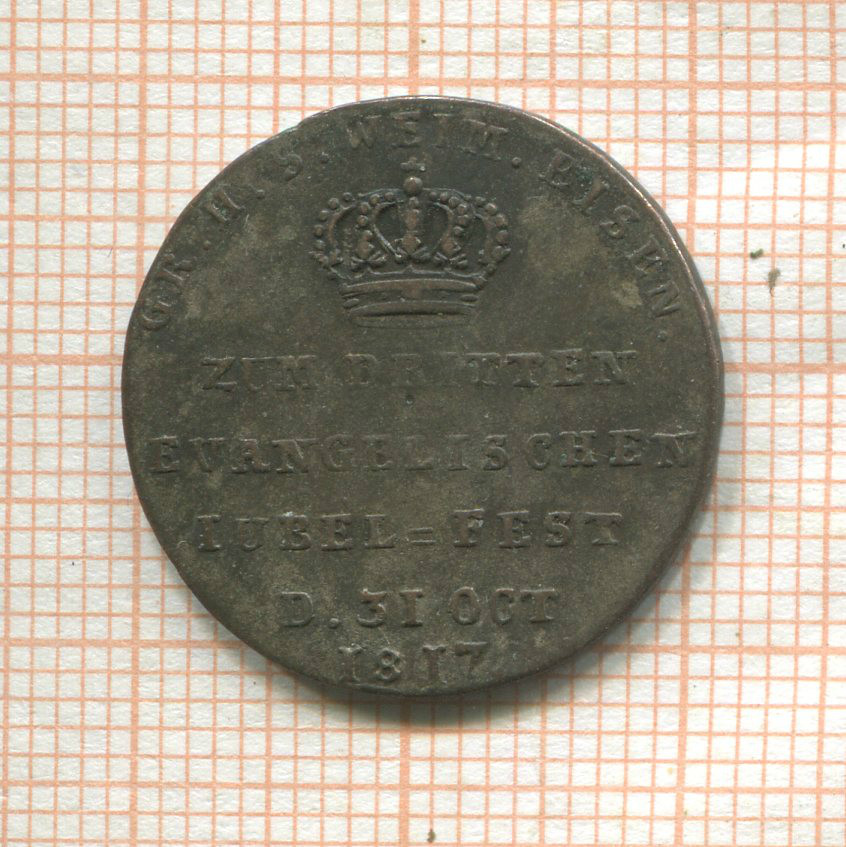 GR. H. S. WEIM. EISEN.
ZUM DRITTEN
EVANGELISCHEN
IUBEL=FEST
D. 31 OCT
1817